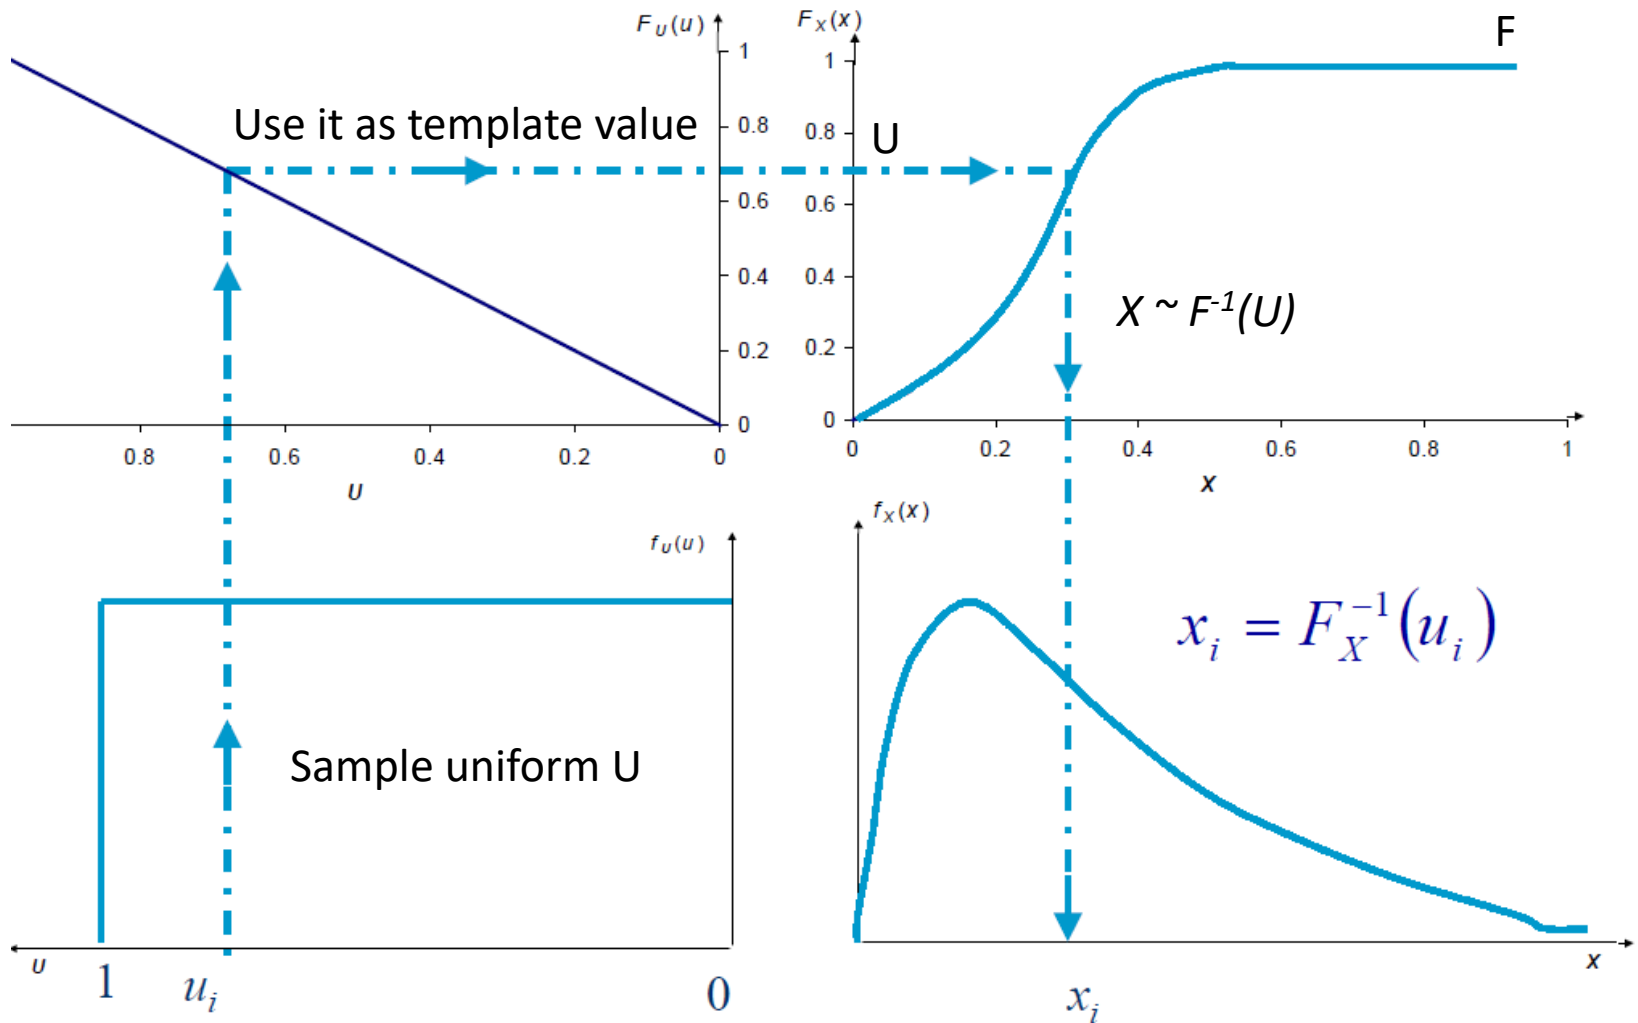 F_U(u)
1
0.8
0.6
0.4
0.2
0
0.8 0.6 0.4 0.2 0
U
Use it as template value
F_X(x)
F
1
0.8
0.6
0.4
0.2
0
U
X ~ F⁻¹(U)
0 0.2 0.4 0.6 0.8 1
x
f_U(u)
Sample uniform U
U
1 u_i 0
f_X(x)
x_i = F_X⁻¹(u_i)
x
x_i